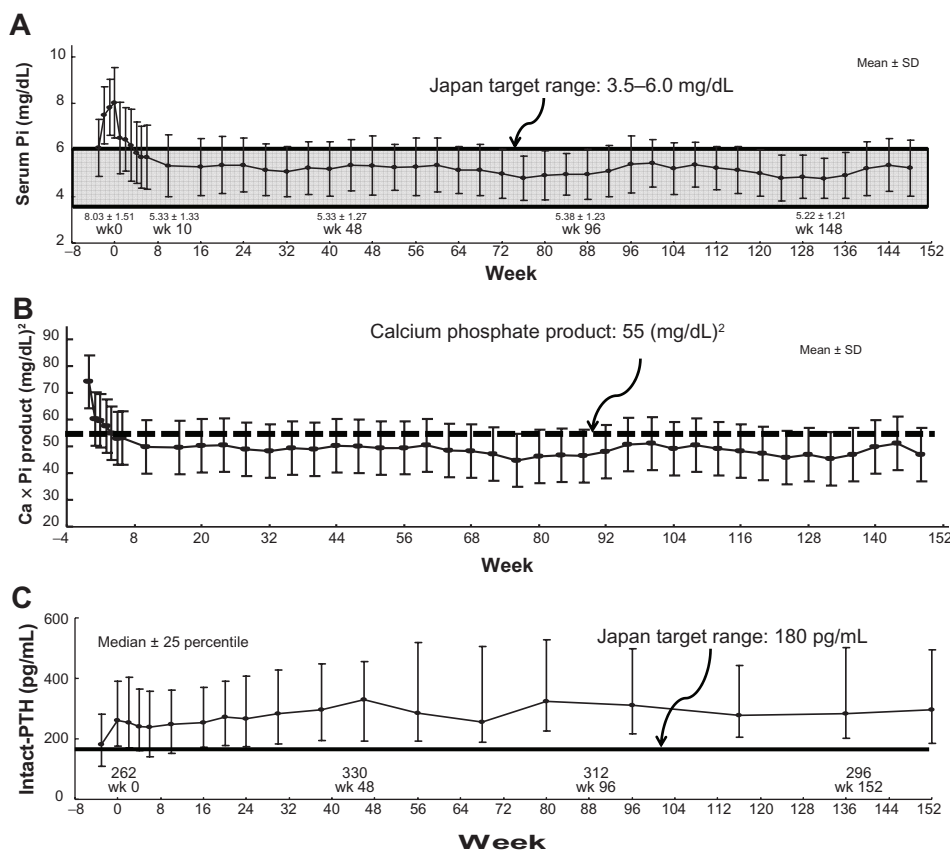 A
Serum Pi (mg/dL)
10
8
6
4
2
Mean ± SD
Japan target range: 3.5–6.0 mg/dL
8.03 ± 1.51 5.33 ± 1.33 5.33 ± 1.27 5.38 ± 1.23 5.22 ± 1.21
wk0 wk 10 wk 48 wk 96 wk 148
–8 0 8 16 24 32 40 48 56 64 72 80 88 96 104 112 120 128 136 144 152
Week
B
Ca × Pi product (mg/dL)²
90
80
70
60
50
40
30
20
Calcium phosphate product: 55 (mg/dL)²
Mean ± SD
–4 8 20 32 44 56 68 80 92 104 116 128 140 152
Week
C
Intact-PTH (pg/mL)
600
400
200
0
Median ± 25 percentile
Japan target range: 180 pg/mL
262 330 312 296
wk 0 wk 48 wk 96 wk 152
–8 0 8 16 24 32 40 48 56 64 72 80 88 96 104 112 120 128 136 144 152
Week